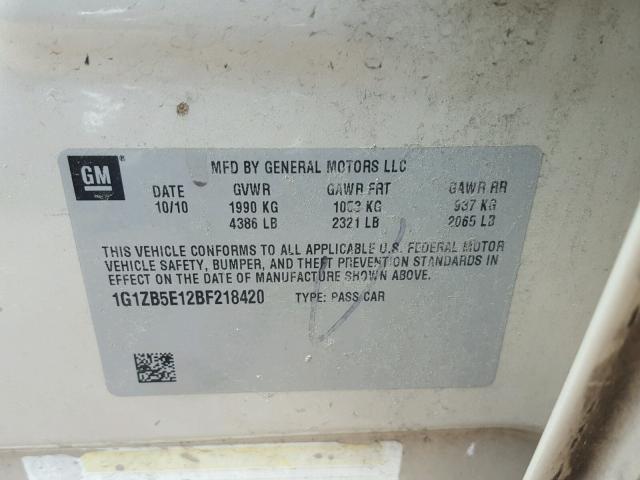 GM ®
MFD BY GENERAL MOTORS LLC
DATE GVWR GAWR FRT GAWR RR
10/10 1990 KG 1053 KG 937 KG
4386 LB 2321 LB 2065 LB
THIS VEHICLE CONFORMS TO ALL APPLICABLE U.S. FEDERAL MOTOR
VEHICLE SAFETY, BUMPER, AND THEFT PREVENTION STANDARDS IN
EFFECT ON THE DATE OF MANUFACTURE SHOWN ABOVE.
1G1ZB5E12BF218420 TYPE: PASS CAR